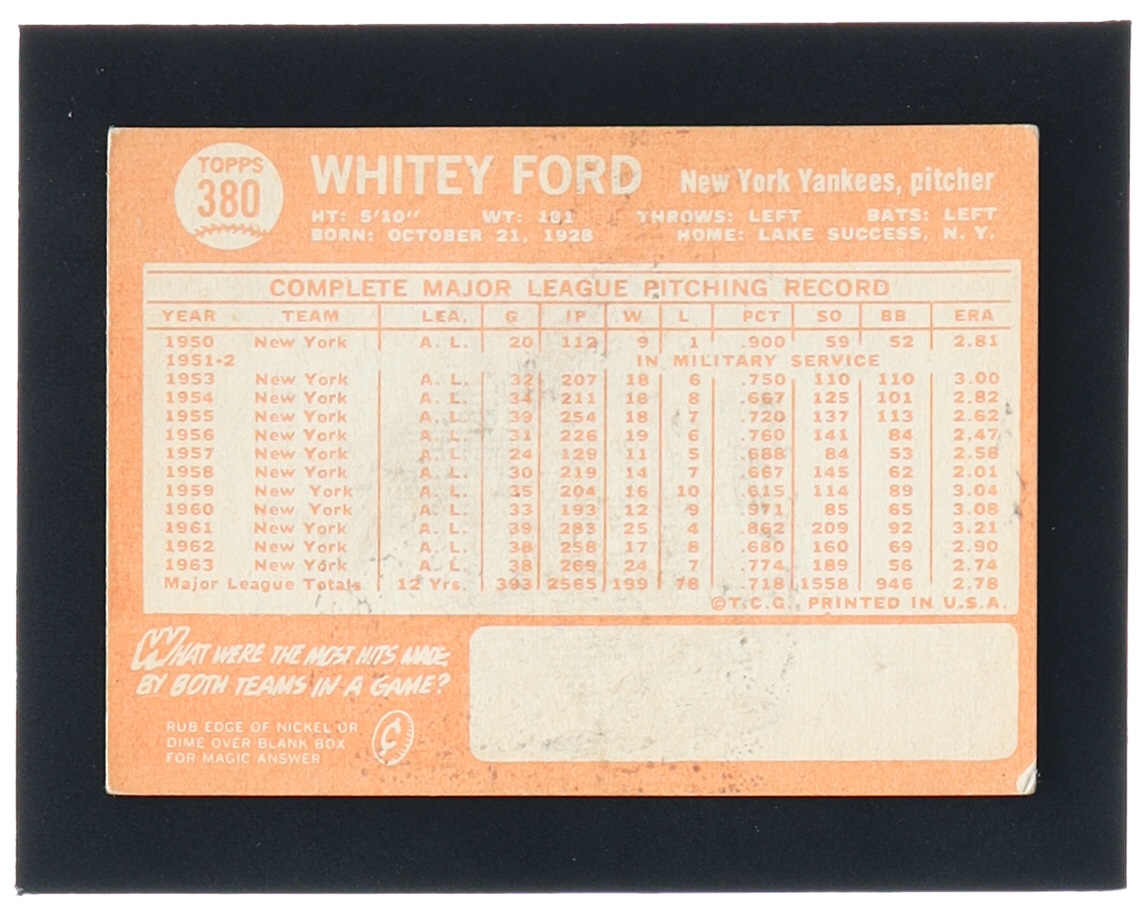 TOPPS
380
WHITEY FORD New York Yankees, pitcher
HT: 5'10" WT: 181 THROWS: LEFT BATS: LEFT
BORN: OCTOBER 21, 1928 HOME: LAKE SUCCESS, N. Y.
COMPLETE MAJOR LEAGUE PITCHING RECORD
YEAR TEAM LEA. G IP W L PCT SO BB ERA
1950 New York A. L. 20 112 9 1 .900 59 52 2.81
1951-2 IN MILITARY SERVICE
1953 New York A. L. 32 207 18 6 .750 110 110 3.00
1954 New York A. L. 34 211 16 8 .667 125 101 2.82
1955 New York A. L. 39 254 18 7 .720 137 113 2.62
1956 New York A. L. 31 226 19 6 .760 141 84 2.47
1957 New York A. L. 24 129 11 5 .688 84 53 2.58
1958 New York A. L. 30 219 14 7 .667 145 62 2.01
1959 New York A. L. 35 204 16 10 .615 114 89 3.04
1960 New York A. L. 33 193 12 9 .571 85 65 3.08
1961 New York A. L. 39 283 25 4 .862 209 92 3.21
1962 New York A. L. 38 258 17 8 .680 160 69 2.90
1963 New York A. L. 38 269 24 7 .774 189 56 2.74
Major League Totals 12 Yrs. 393 2565 199 78 .718 1558 946 2.78
©T.C.G. PRINTED IN U.S.A.
WHAT WERE THE MOST HITS MADE
BY BOTH TEAMS IN A GAME?
RUB EDGE OF NICKEL OR
DIME OVER BLANK BOX
FOR MAGIC ANSWER